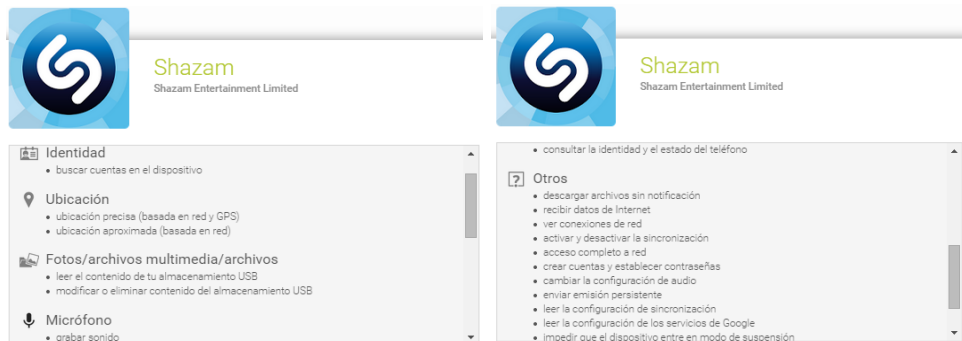 Shazam
Shazam Entertainment Limited
Identidad
• buscar cuentas en el dispositivo
Ubicación
• ubicación precisa (basada en red y GPS)
• ubicación aproximada (basada en red)
Fotos/archivos multimedia/archivos
• leer el contenido de tu almacenamiento USB
• modificar o eliminar contenido del almacenamiento USB
Micrófono
• grabar sonido
Shazam
Shazam Entertainment Limited
• consultar la identidad y el estado del teléfono
Otros
• descargar archivos sin notificación
• recibir datos de Internet
• ver conexiones de red
• activar y desactivar la sincronización
• acceso completo a red
• crear cuentas y establecer contraseñas
• cambiar la configuración de audio
• enviar emisión persistente
• leer la configuración de sincronización
• leer la configuración de los servicios de Google
• impedir que el dispositivo entre en modo de suspensión